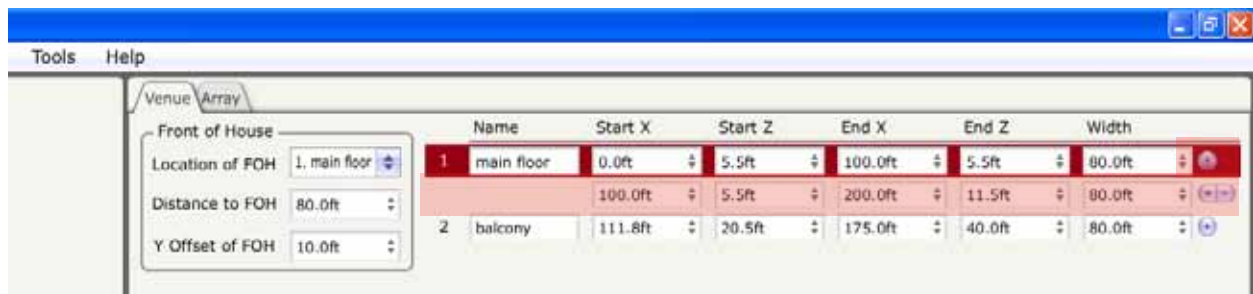 Tools Help
Venue Array
Front of House
Name Start X Start Z End X End Z Width
Location of FOH 1. main floor
1 main floor 0.0ft 5.5ft 100.0ft 5.5ft 80.0ft
Distance to FOH 80.0ft
100.0ft 5.5ft 200.0ft 11.5ft 80.0ft
2 balcony 111.8ft 20.5ft 175.0ft 40.0ft 80.0ft
Y Offset of FOH 10.0ft